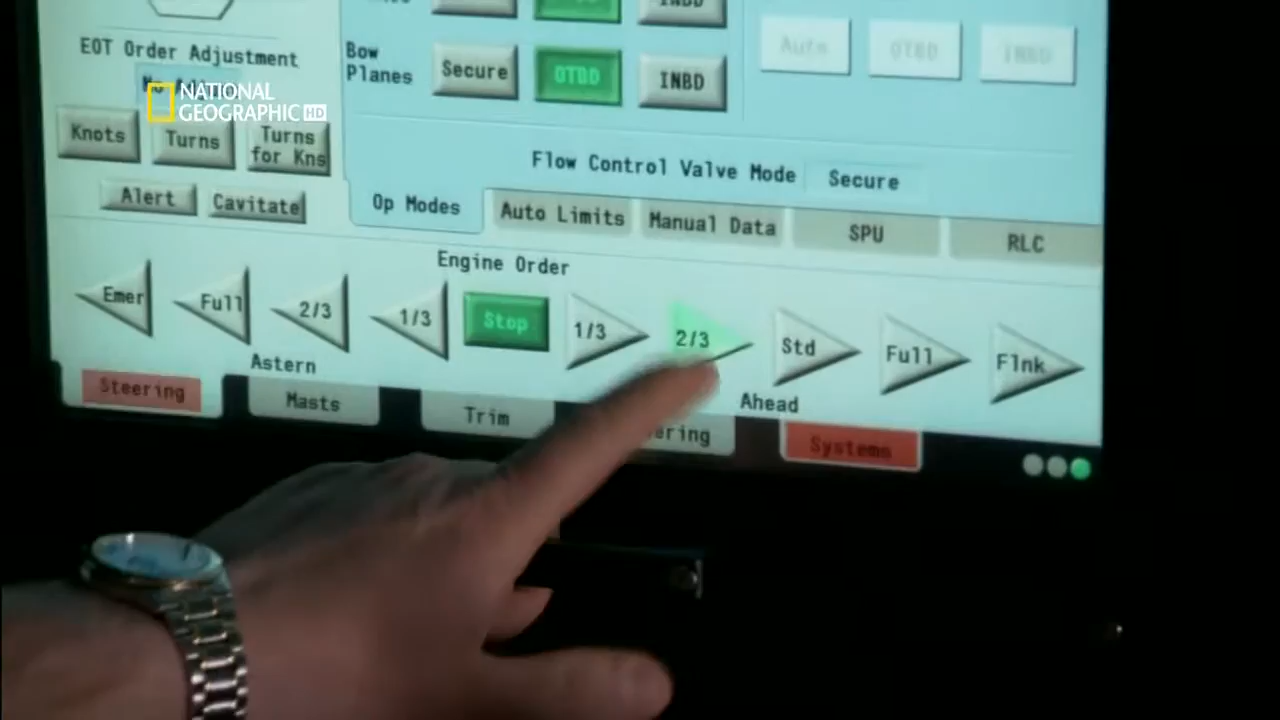 INBD
EOT Order Adjustment
Bow
Planes
Secure
OTBD
INBD
Auto
OTBD
INBD
NATIONAL
GEOGRAPHIC HD
Knots
Turns
Turns
for Kns
Alert
Cavitate
Flow Control Valve Mode
Secure
Op Modes
Auto Limits
Manual Data
SPU
RLC
Engine Order
Emer
Full
2/3
1/3
Stop
1/3
2/3
Std
Full
Flnk
Astern
Ahead
Steering
Masts
Trim
ering
Systems